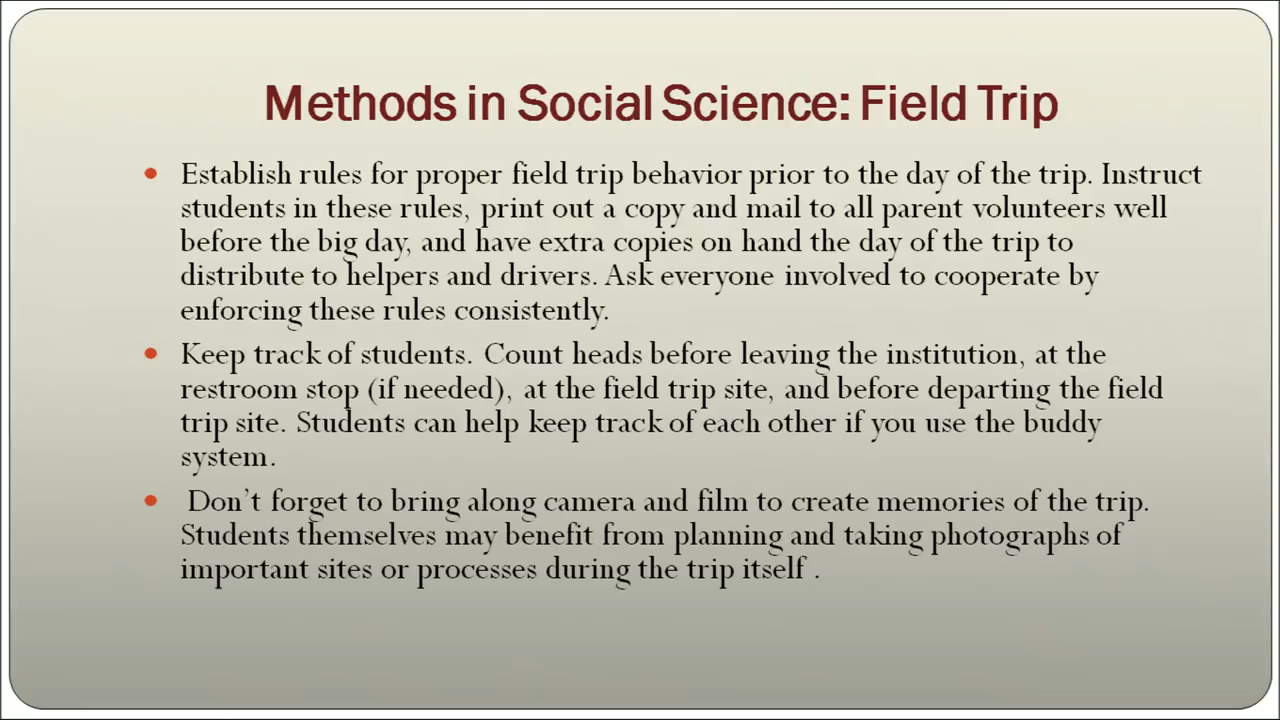 Methods in Social Science: Field Trip
• Establish rules for proper field trip behavior prior to the day of the trip. Instruct
students in these rules, print out a copy and mail to all parent volunteers well
before the big day, and have extra copies on hand the day of the trip to
distribute to helpers and drivers. Ask everyone involved to cooperate by
enforcing these rules consistently.
• Keep track of students. Count heads before leaving the institution, at the
restroom stop (if needed), at the field trip site, and before departing the field
trip site. Students can help keep track of each other if you use the buddy
system.
• Don't forget to bring along camera and film to create memories of the trip.
Students themselves may benefit from planning and taking photographs of
important sites or processes during the trip itself .